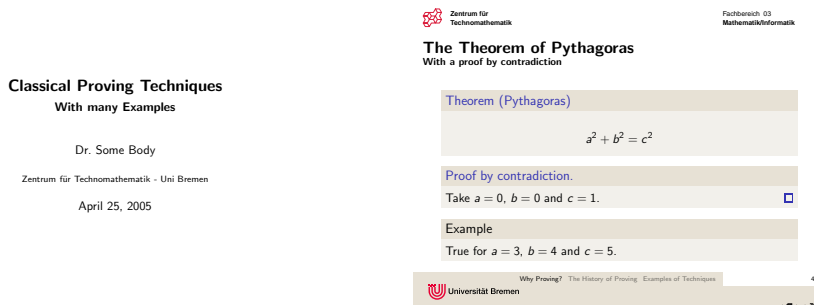 Classical Proving Techniques
With many Examples
Dr. Some Body
Zentrum für Technomathematik - Uni Bremen
April 25, 2005
Zentrum für
Technomathematik
Fachbereich 03
Mathematik/Informatik
The Theorem of Pythagoras
With a proof by contradiction
Theorem (Pythagoras)
a² + b² = c²
Proof by contradiction.
Take a = 0, b = 0 and c = 1.
Example
True for a = 3, b = 4 and c = 5.
Why Proving? The History of Proving Examples of Techniques
4
Universität Bremen